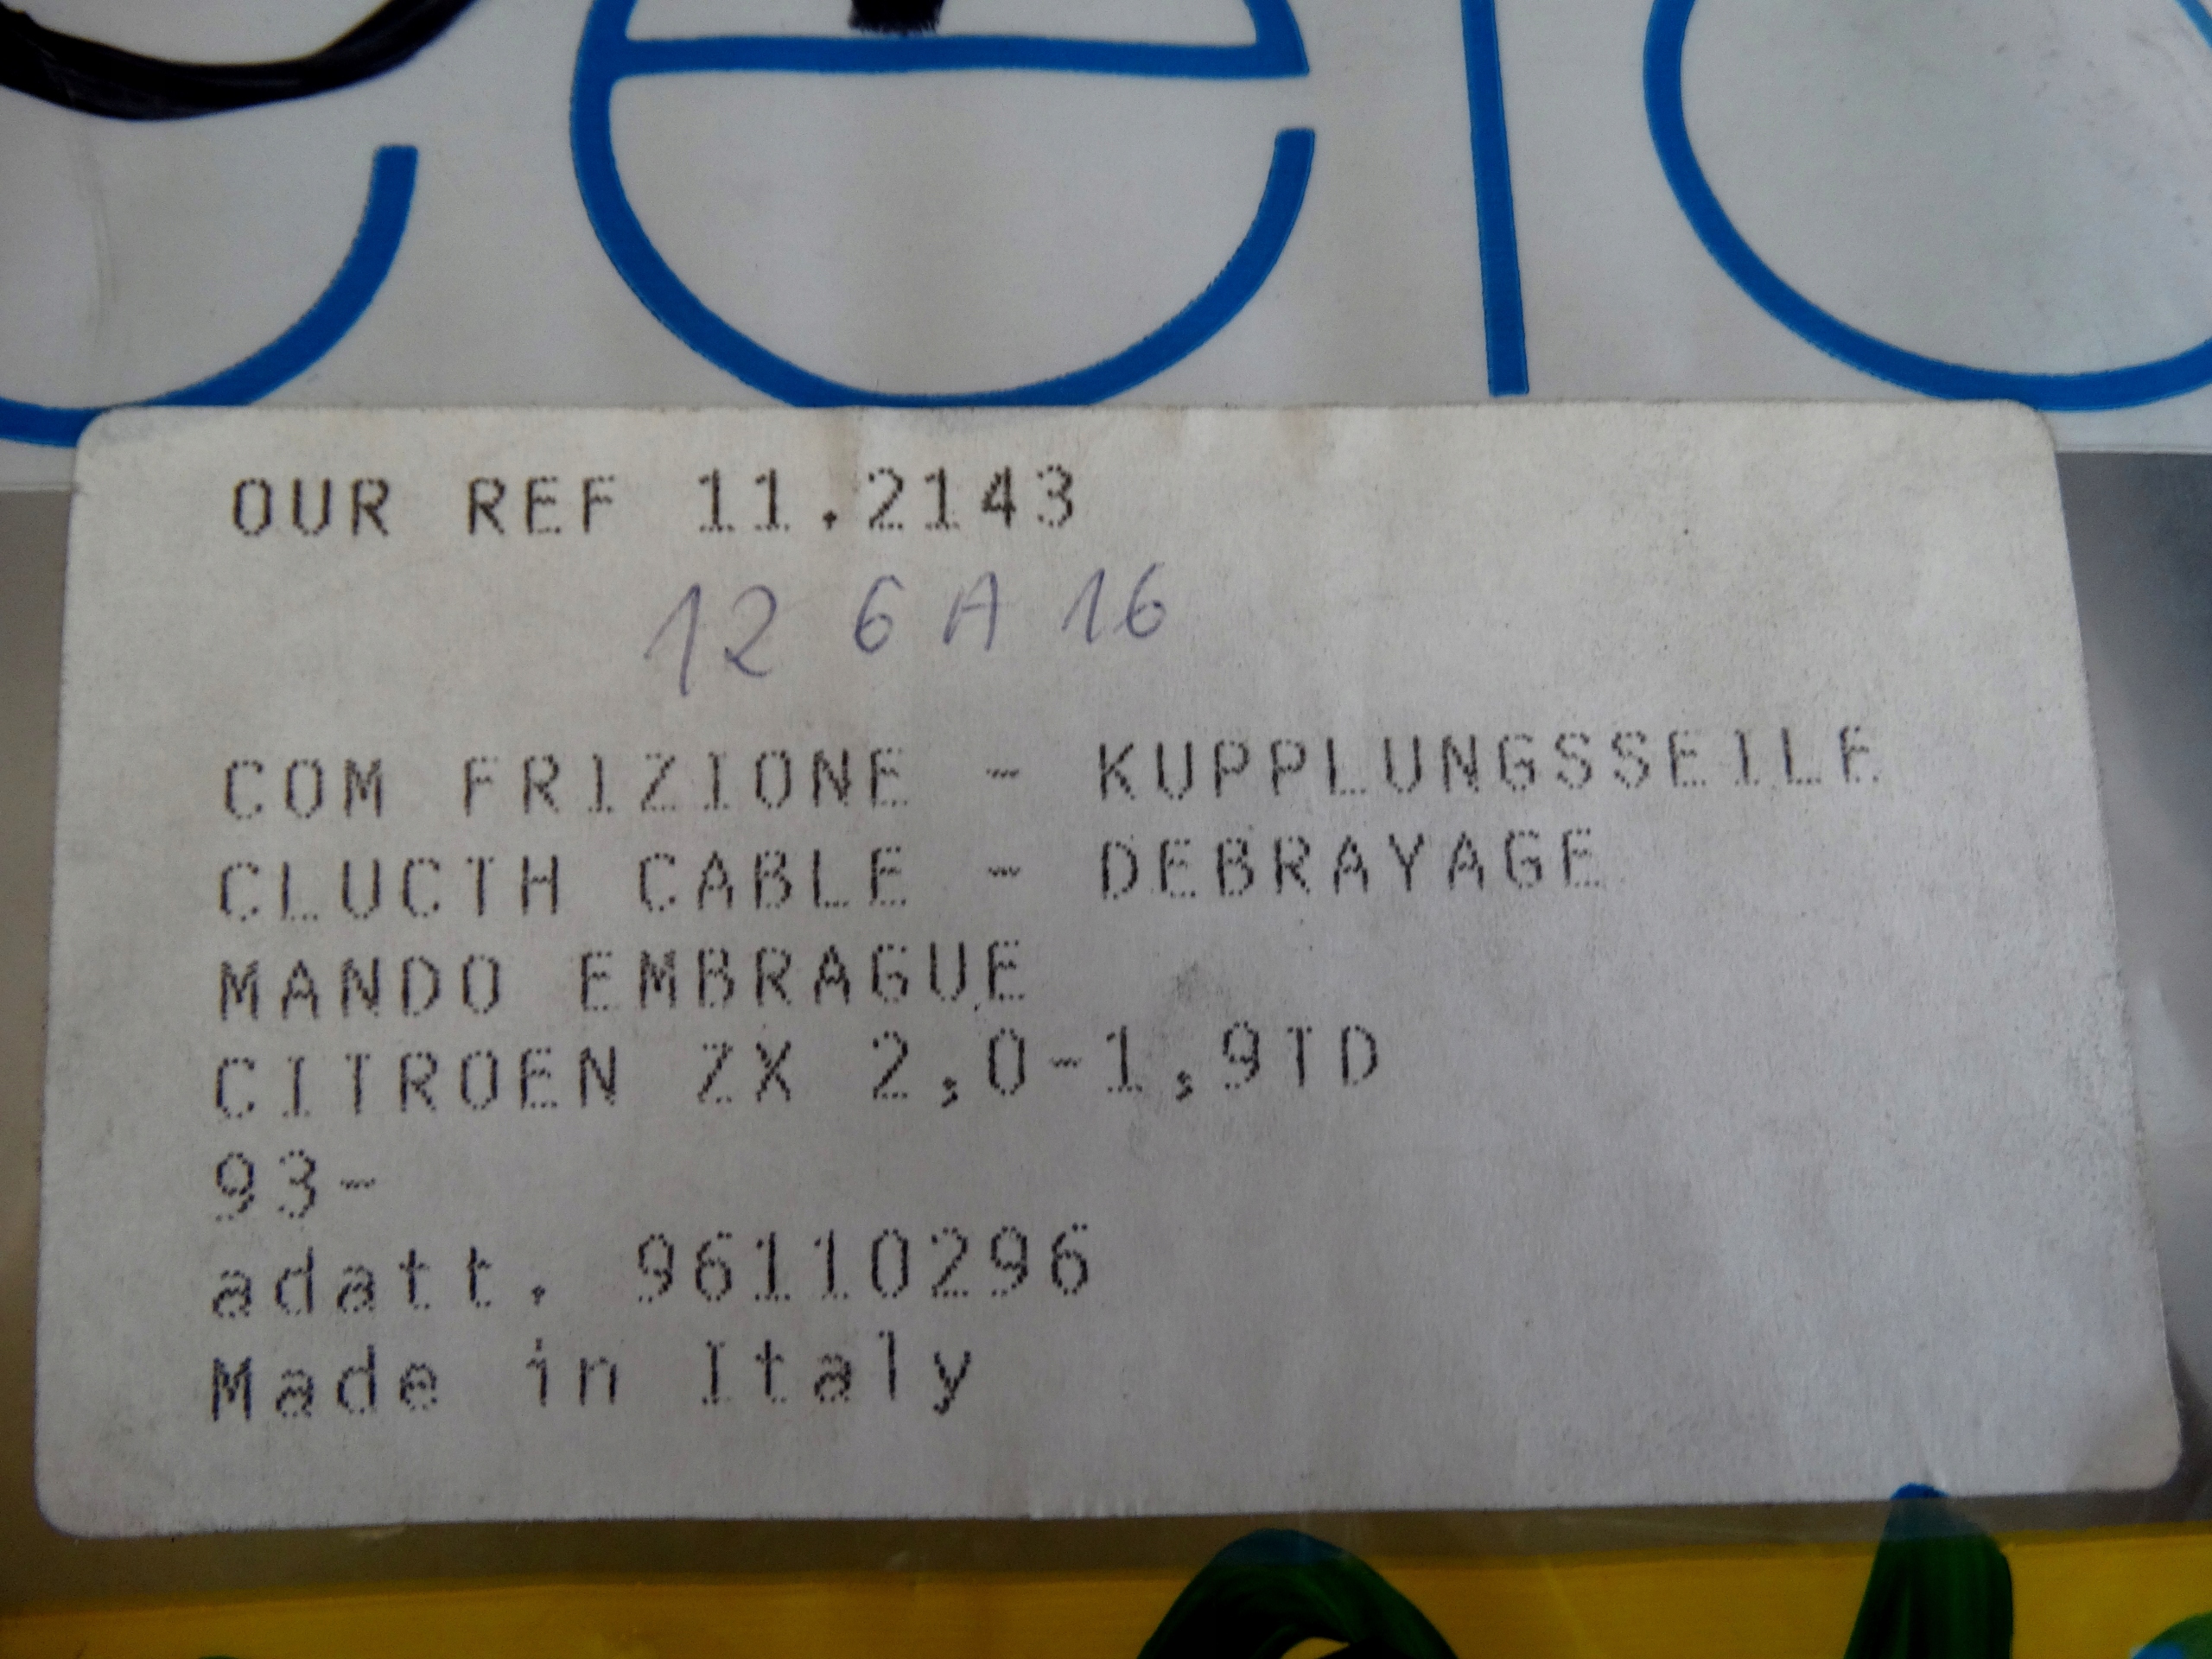 OUR REF 11.2143
12 6 A 16
COM FRIZIONE - KUPPLUNGSSEILE
CLUCTH CABLE - DEBRAYAGE
MANDO EMBRAGUE
CITROEN ZX 2,0-1,9TD
93-
adatt. 96110296
Made in Italy